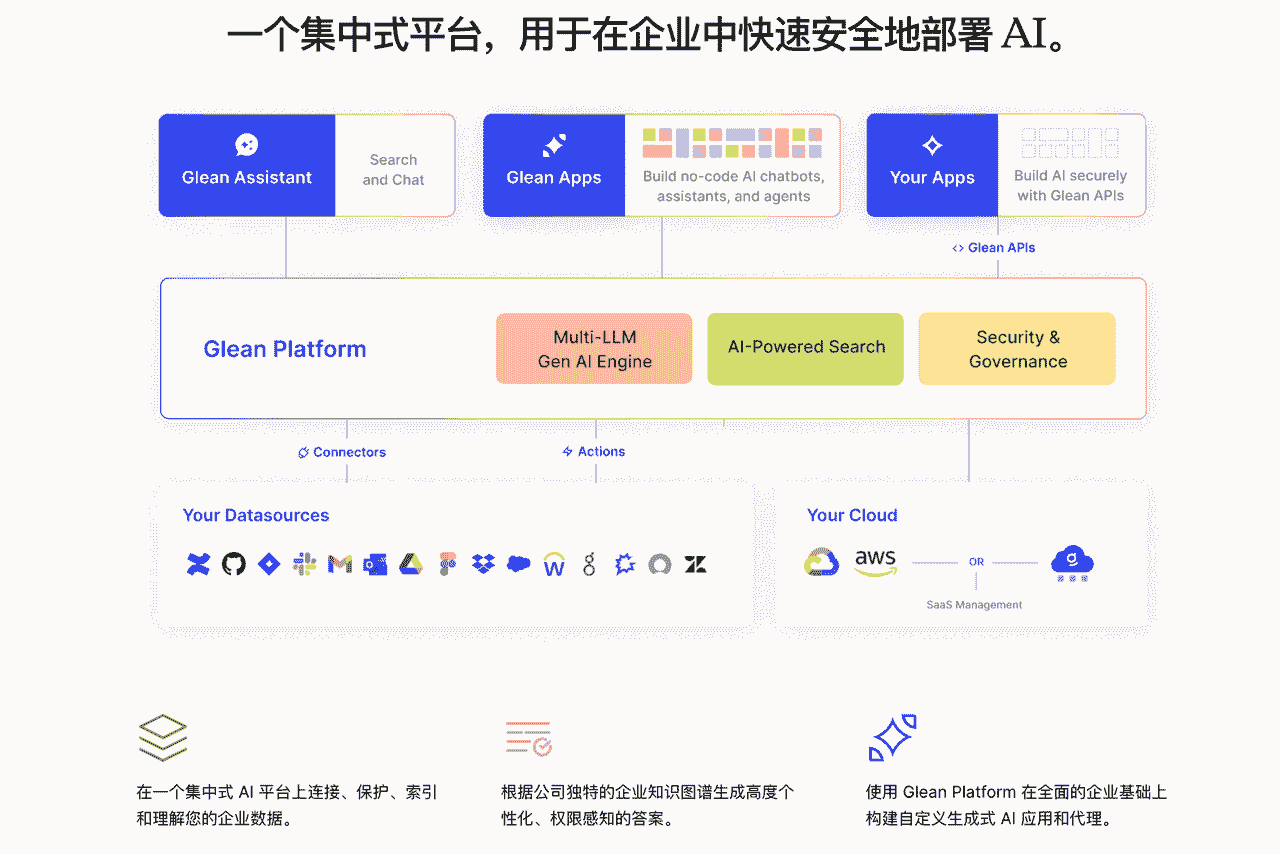 一个集中式平台，用于在企业中快速安全地部署 AI。
Glean Assistant
Search
and Chat
Glean Apps
Build no-code AI chatbots,
assistants, and agents
Your Apps
Build AI securely
with Glean APIs
<> Glean APIs
Glean Platform
Multi-LLM
Gen AI Engine
AI-Powered Search
Security &
Governance
Connectors
Actions
Your Datasources
Your Cloud
aws
OR
SaaS Management
在一个集中式 AI 平台上连接、保护、索引
和理解您的企业数据。
根据公司独特的企业知识图谱生成高度个
性化、权限感知的答案。
使用 Glean Platform 在全面的企业基础上
构建自定义生成式 AI 应用和代理。